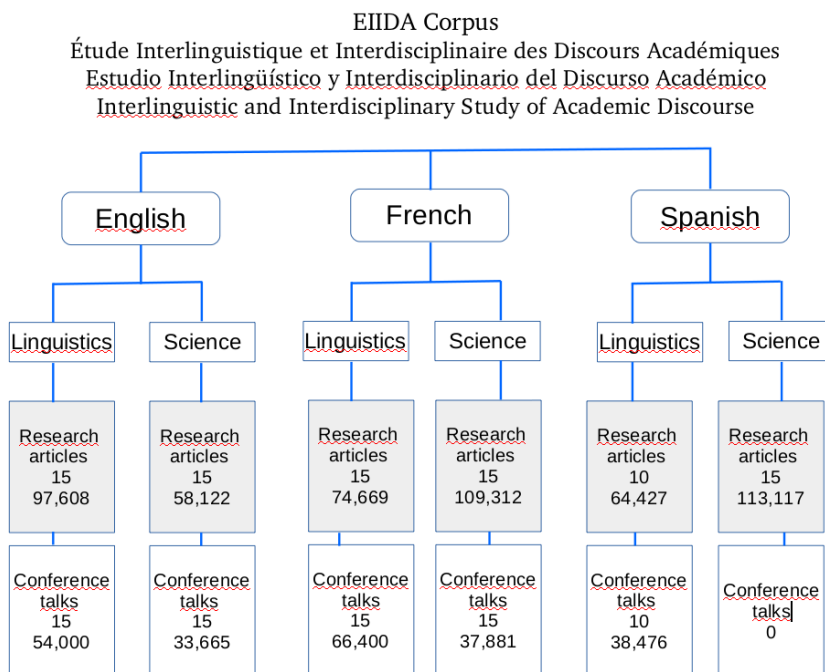 EIIDA Corpus
Étude Interlinguistique et Interdisciplinaire des Discours Académiques
Estudio Interlingüístico y Interdisciplinario del Discurso Académico
Interlinguistic and Interdisciplinary Study of Academic Discourse
English
French
Spanish
Linguistics
Science
Linguistics
Science
Linguistics
Science
Research
articles
15
97,608
Research
articles
15
58,122
Research
articles
15
74,669
Research
articles
15
109,312
Research
articles
10
64,427
Research
articles
15
113,117
Conference
talks
15
54,000
Conference
talks
15
33,665
Conference
talks
15
66,400
Conference
talks
15
37,881
Conference
talks
10
38,476
Conference
talks
0